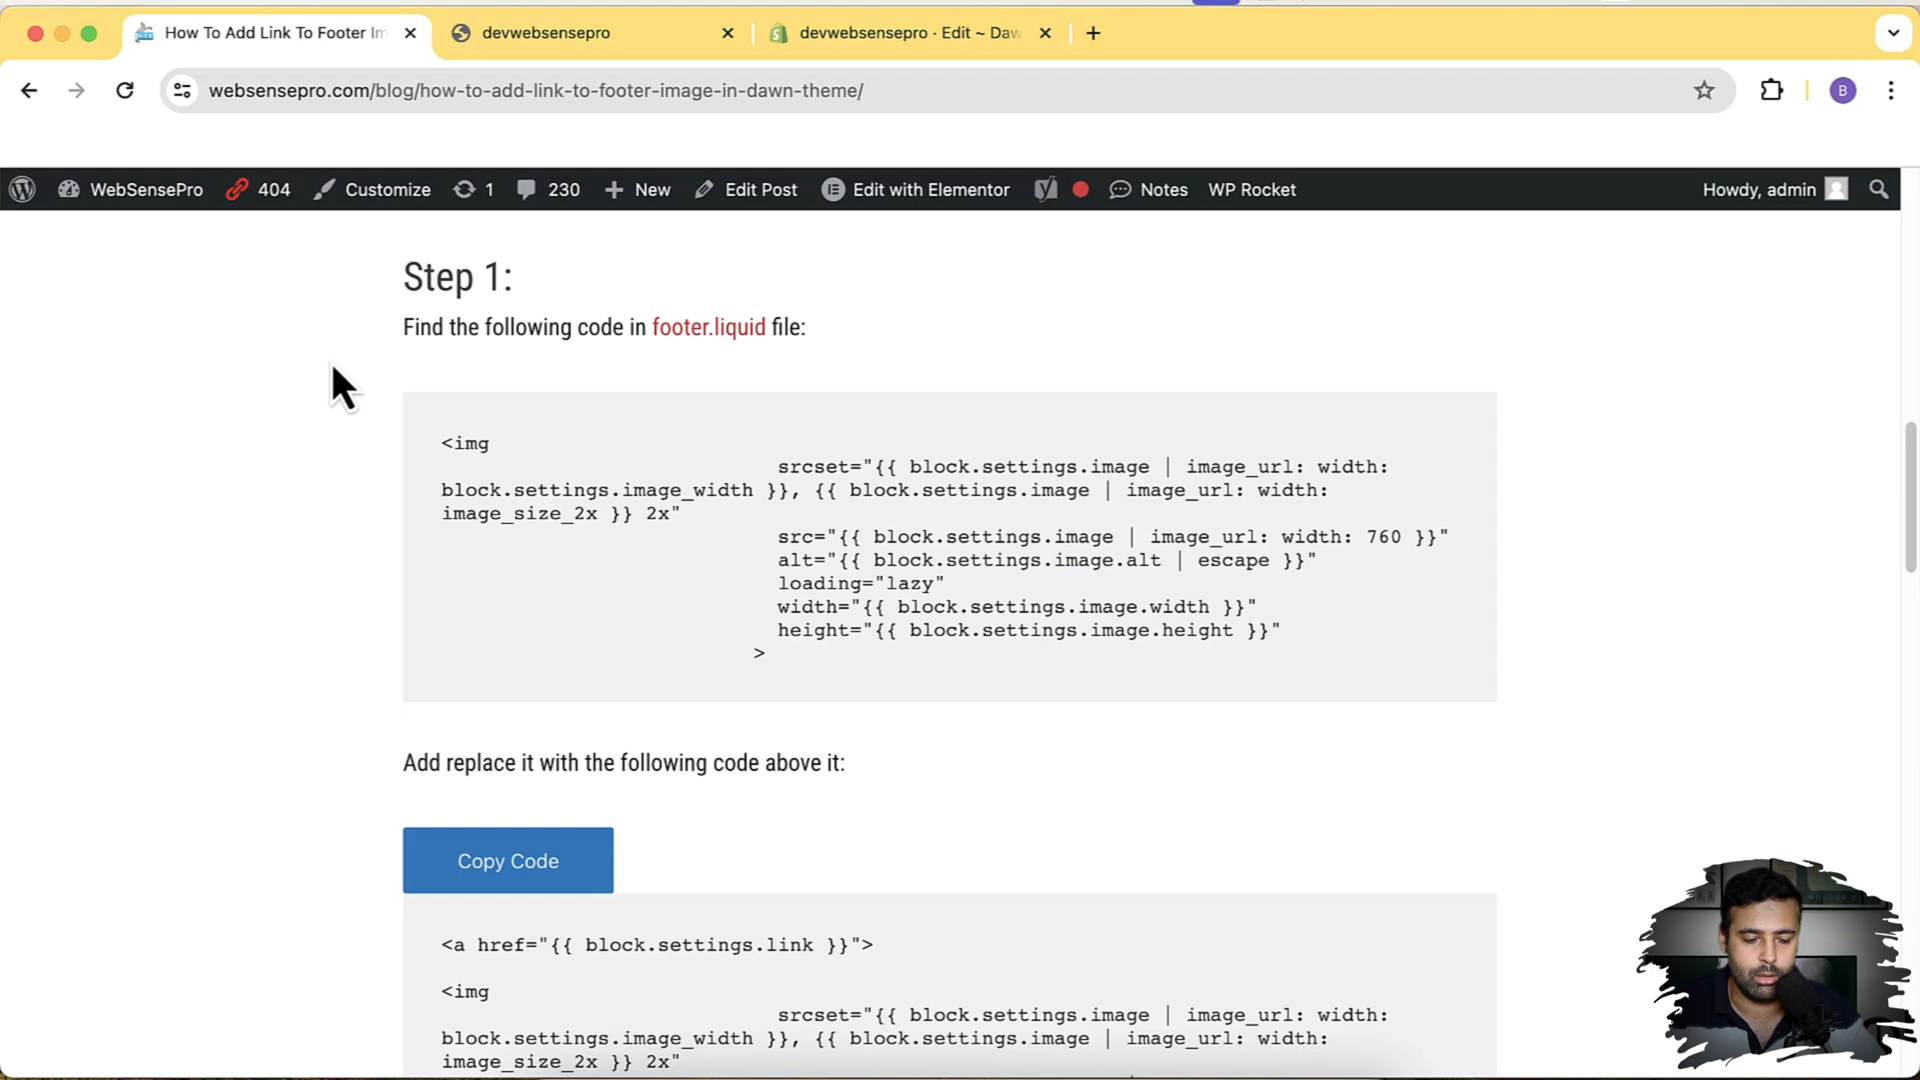 How To Add Link To Footer Im
devwebsensepro
devwebsensepro · Edit ~ Daw
websensepro.com/blog/how-to-add-link-to-footer-image-in-dawn-theme/
B
WebSensePro 404 Customize 1 230 New Edit Post Edit with Elementor Notes WP Rocket Howdy, admin
Step 1:
Find the following code in footer.liquid file:
<img
srcset="{{ block.settings.image | image_url: width:
block.settings.image_width }}, {{ block.settings.image | image_url: width:
image_size_2x }} 2x"
src="{{ block.settings.image | image_url: width: 760 }}"
alt="{{ block.settings.image.alt | escape }}"
loading="lazy"
width="{{ block.settings.image.width }}"
height="{{ block.settings.image.height }}"
>
Add replace it with the following code above it:
Copy Code
<a href="{{ block.settings.link }}">
<img
srcset="{{ block.settings.image | image_url: width:
block.settings.image_width }}, {{ block.settings.image | image_url: width:
image_size_2x }} 2x"